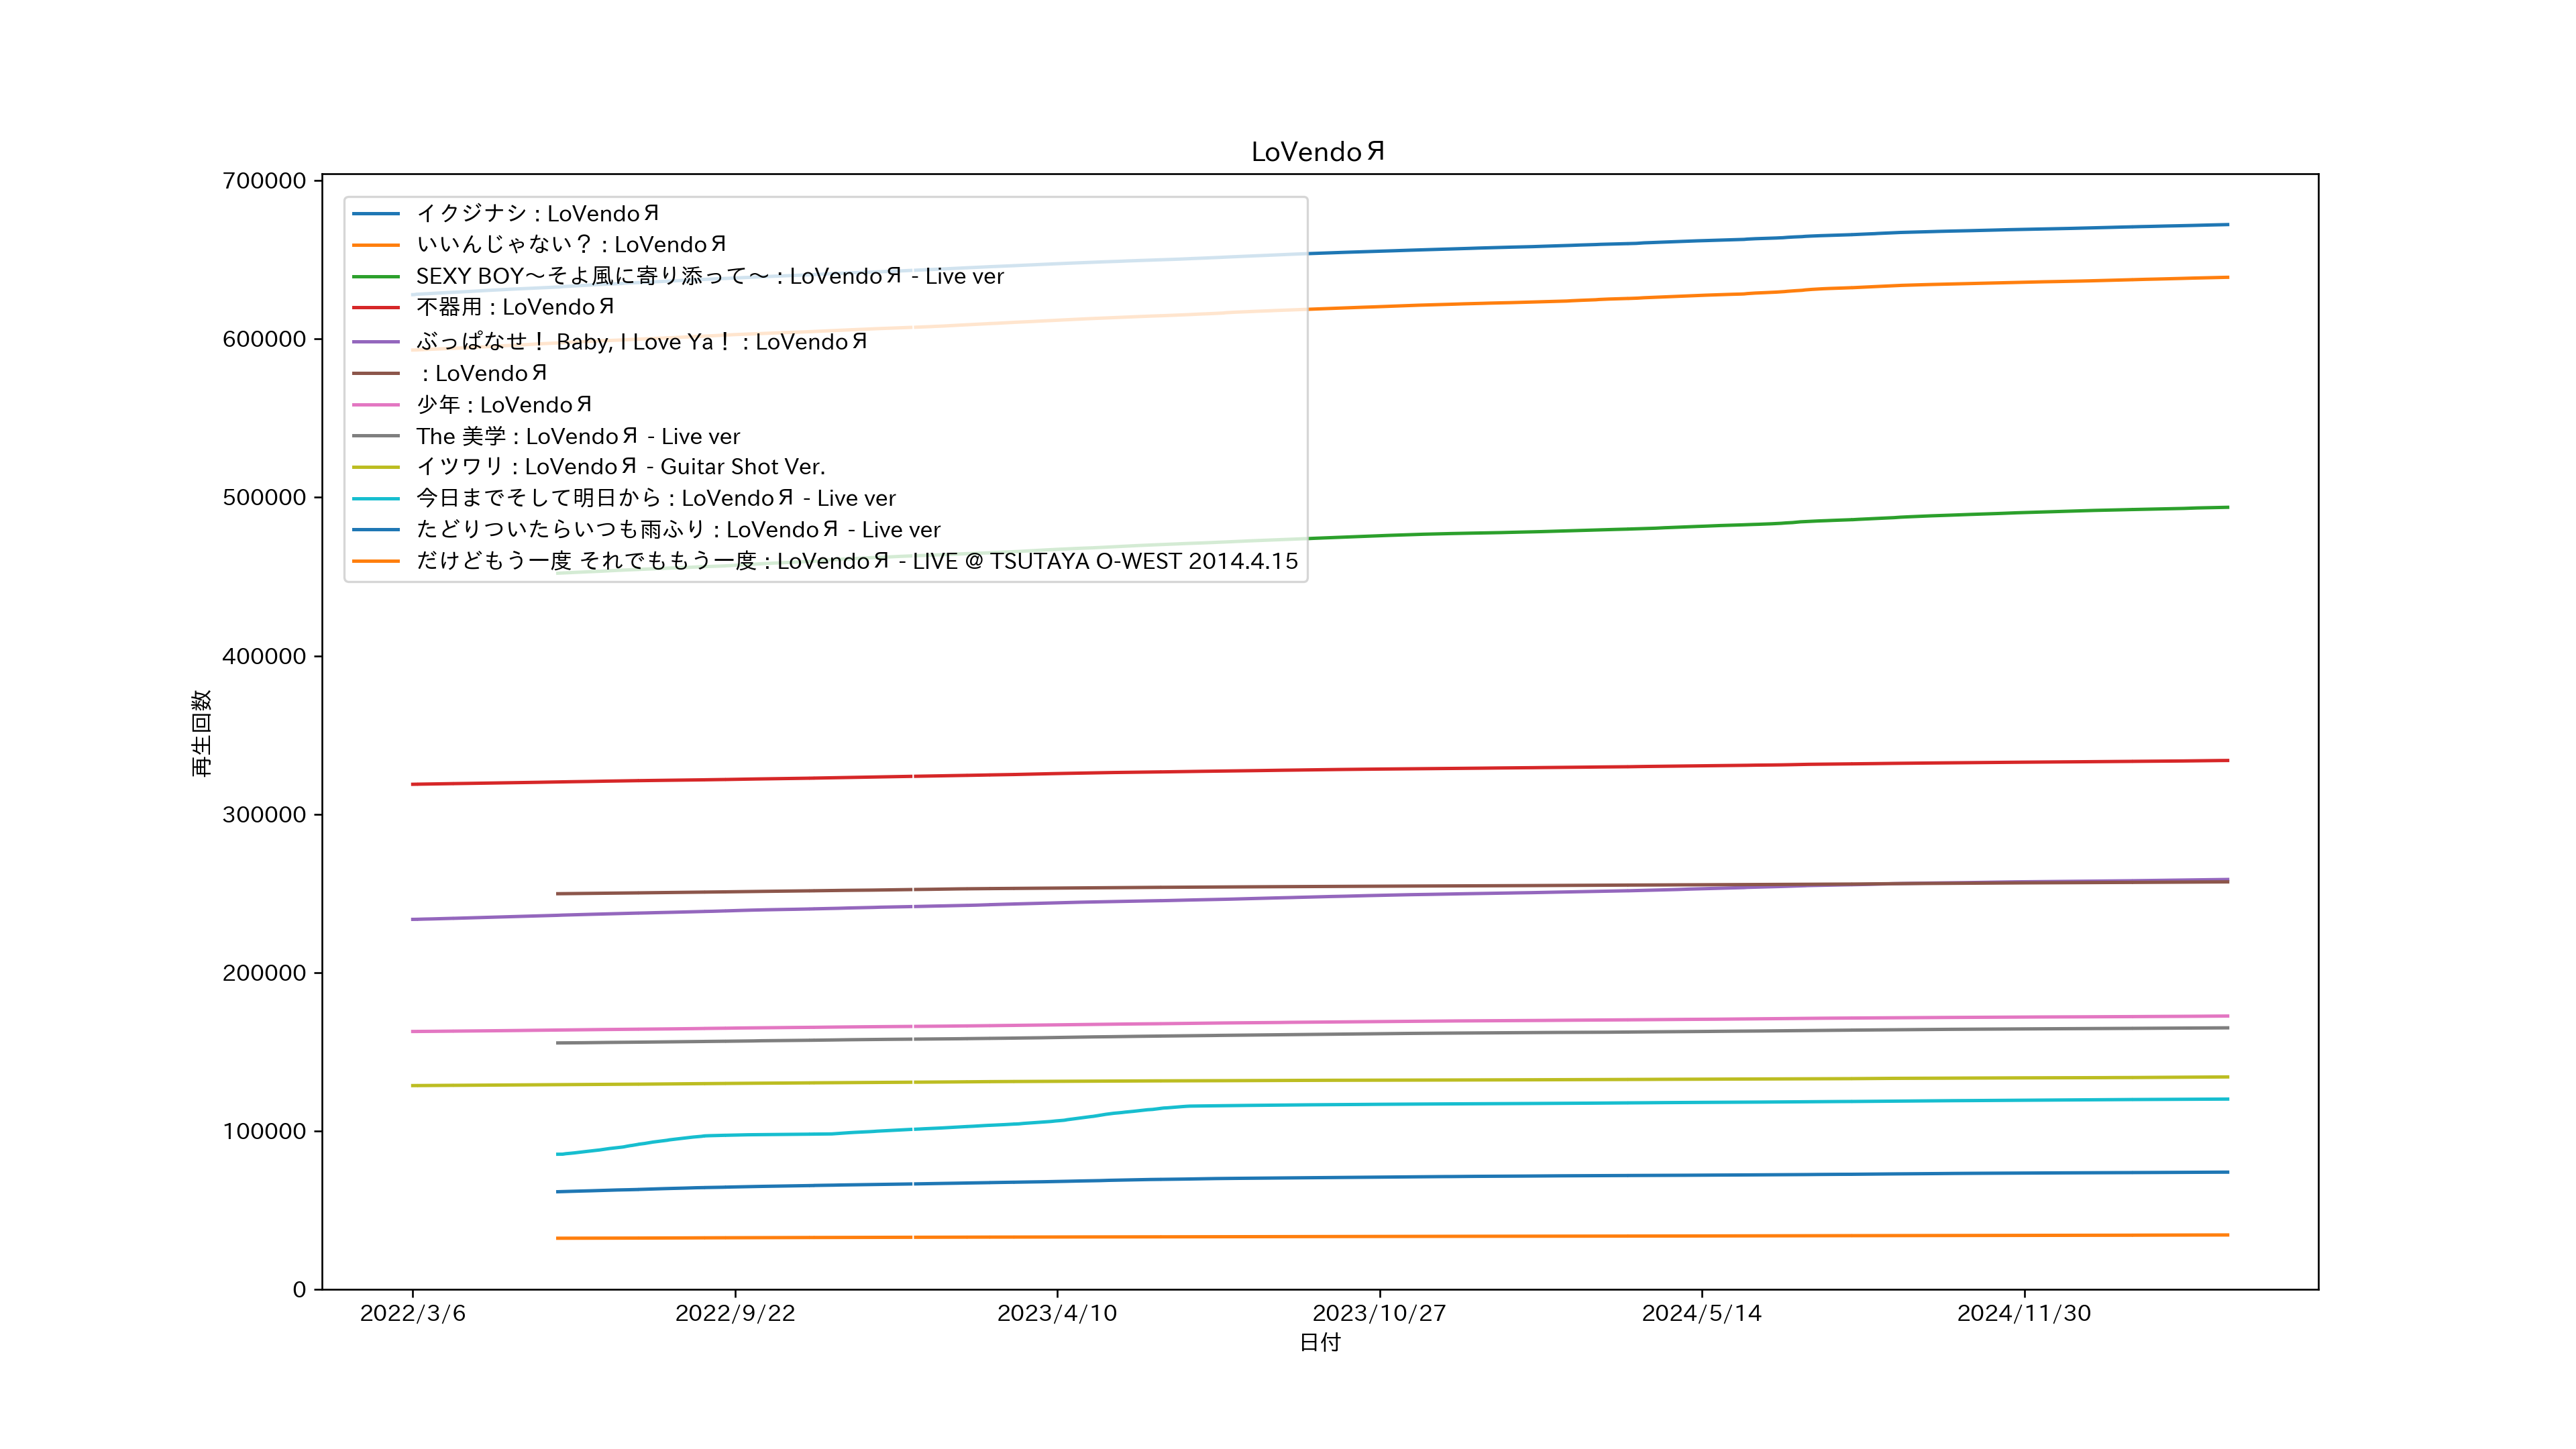 LoVendoЯ
700000
600000
500000
400000
300000
200000
100000
0
再生回数
イクジナシ : LoVendoЯ
いいんじゃない？ : LoVendoЯ
SEXY BOY～そよ風に寄り添って～ : LoVendoЯ - Live ver
不器用 : LoVendoЯ
ぶっぱなせ！ Baby, I Love Ya！ : LoVendoЯ
: LoVendoЯ
少年 : LoVendoЯ
The 美学 : LoVendoЯ - Live ver
イツワリ : LoVendoЯ - Guitar Shot Ver.
今日までそして明日から : LoVendoЯ - Live ver
たどりついたらいつも雨ふり : LoVendoЯ - Live ver
だけどもう一度 それでももう一度 : LoVendoЯ - LIVE @ TSUTAYA O-WEST 2014.4.15
2022/3/6 2022/9/22 2023/4/10 2023/10/27 2024/5/14 2024/11/30
日付